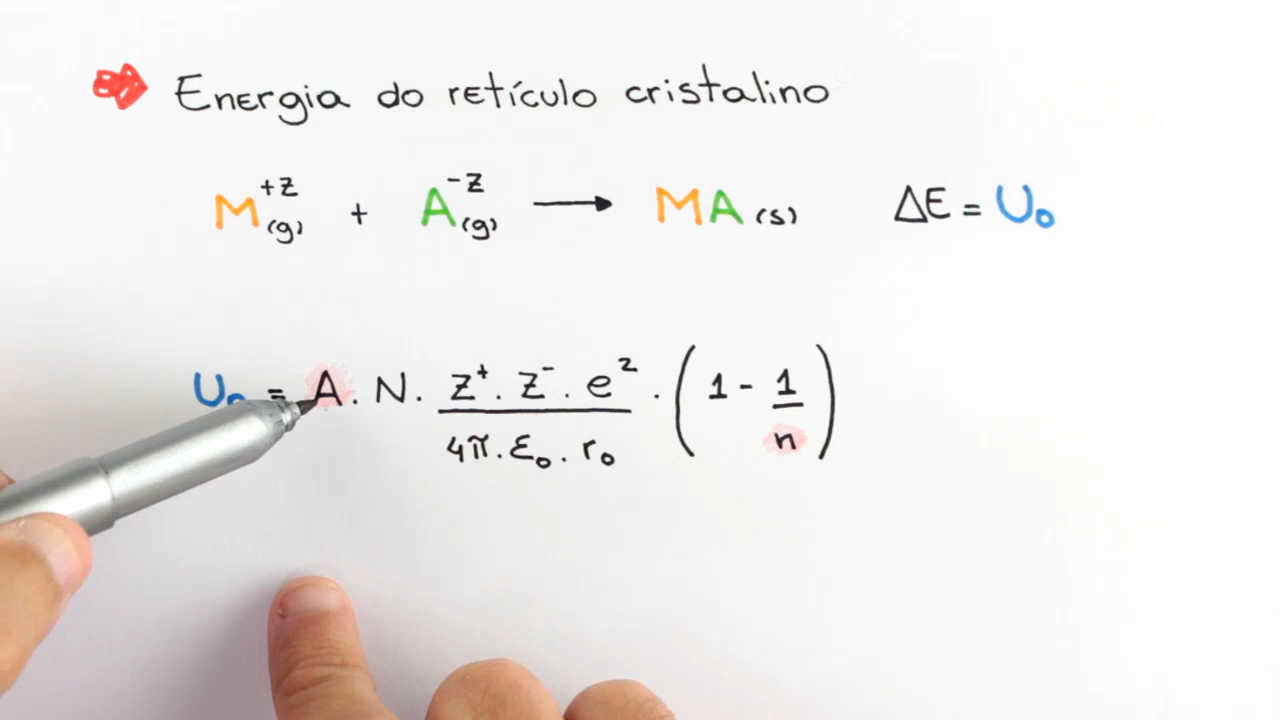 Energia do retículo cristalino
M⁺ᶻ(g) + A⁻ᶻ(g) → MA(s) ΔE = U₀
U₀ = A . N . Z⁺ . Z⁻ . e² / 4π . ε₀ . r₀ . (1 - 1/n)